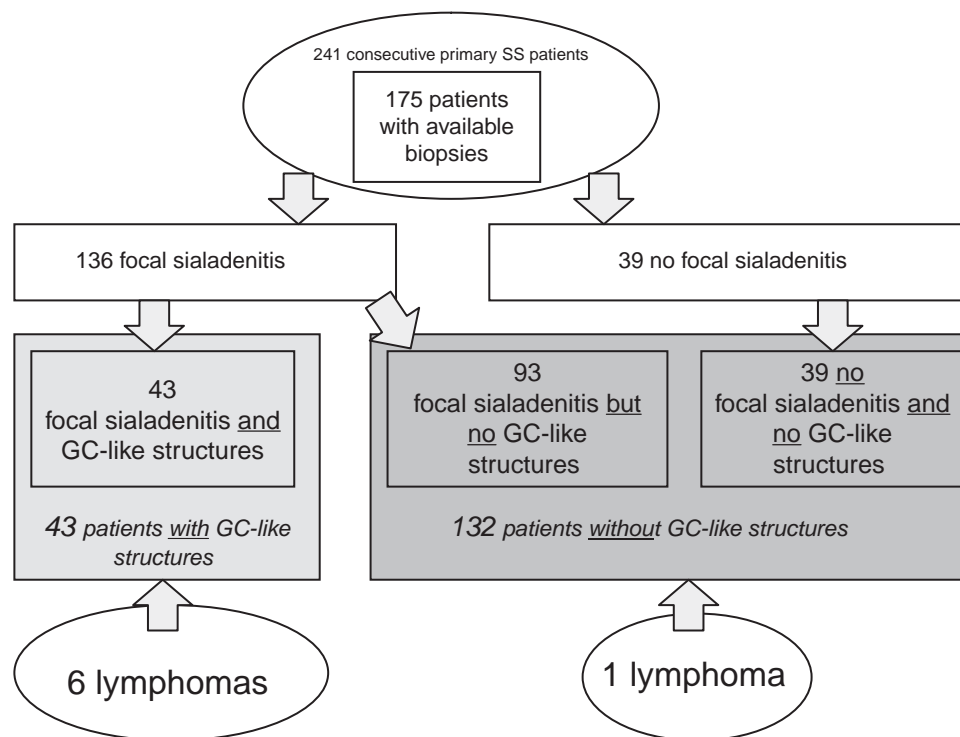 241 consecutive primary SS patients
175 patients
with available
biopsies
136 focal sialadenitis
39 no focal sialadenitis
43
focal sialadenitis and
GC-like structures
93
focal sialadenitis but
no GC-like
structures
39 no
focal sialadenitis and
no GC-like
structures
43 patients with GC-like
structures
132 patients without GC-like structures
6 lymphomas
1 lymphoma